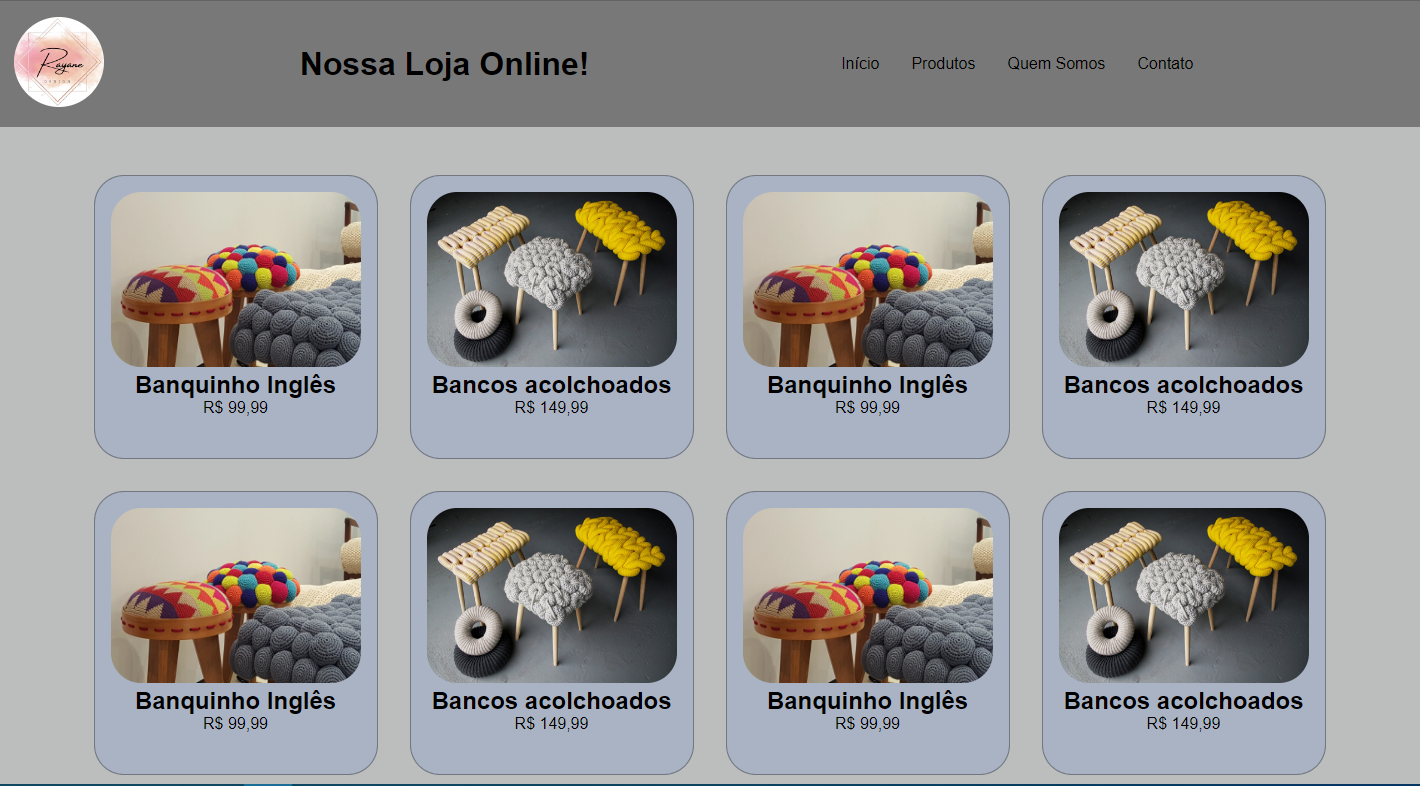 Rayane
DESIGN
Nossa Loja Online!
Início Produtos Quem Somos Contato
Banquinho Inglês
R$ 99,99
Bancos acolchoados
R$ 149,99
Banquinho Inglês
R$ 99,99
Bancos acolchoados
R$ 149,99
Banquinho Inglês
R$ 99,99
Bancos acolchoados
R$ 149,99
Banquinho Inglês
R$ 99,99
Bancos acolchoados
R$ 149,99